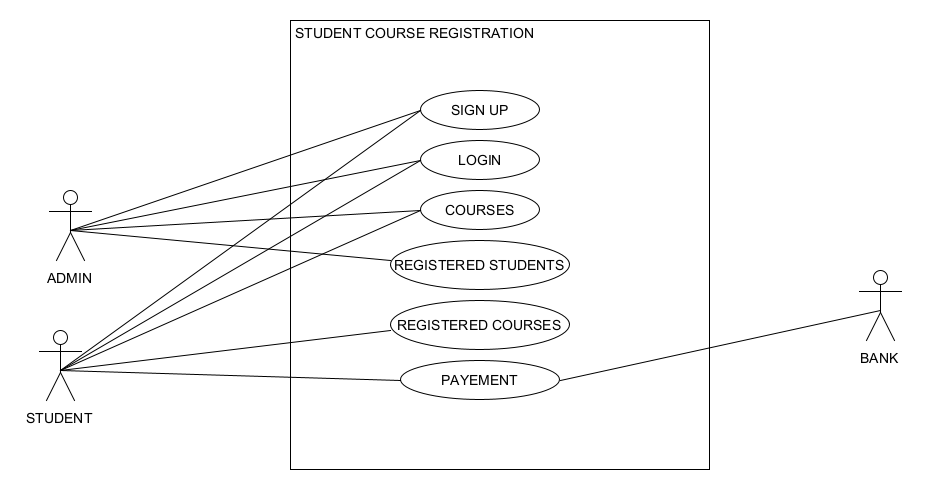 STUDENT COURSE REGISTRATION
SIGN UP
LOGIN
COURSES
REGISTERED STUDENTS
ADMIN
REGISTERED COURSES
BANK
PAYEMENT
STUDENT